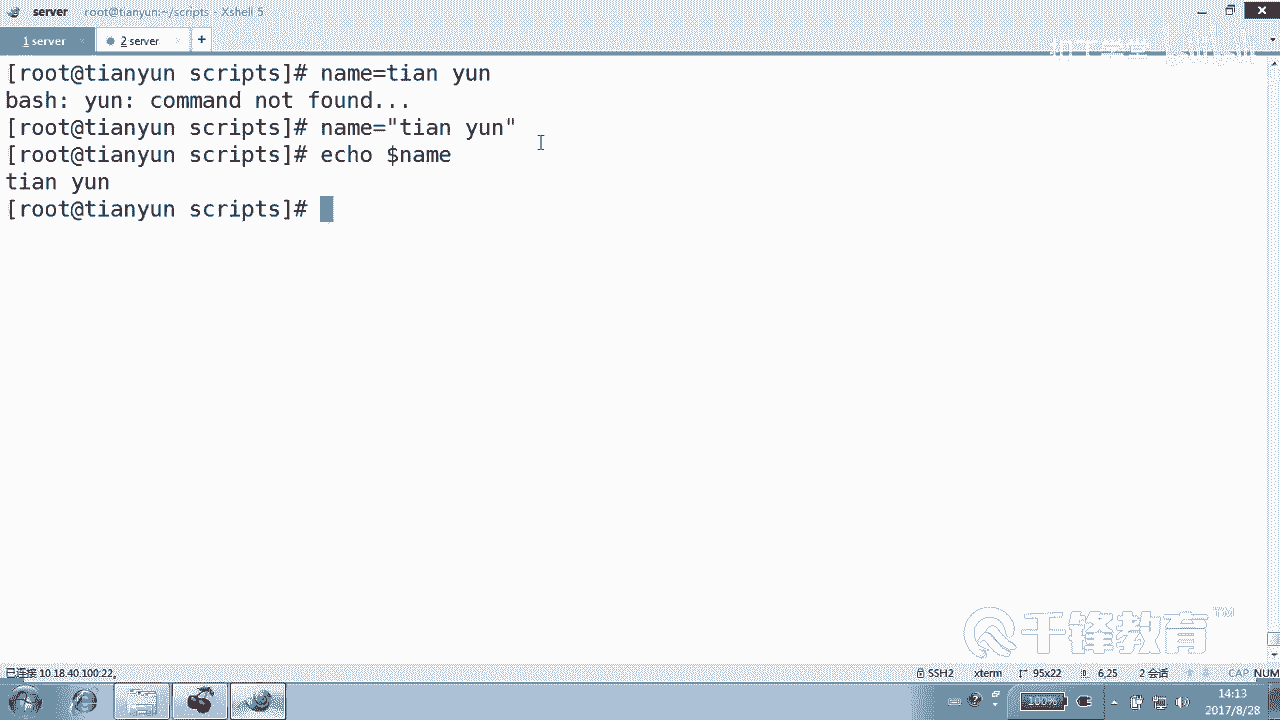 server root@tianyun:~/scripts - Xshell 5
1 server × 2 server × +
[root@tianyun scripts]# name=tian yun
bash: yun: command not found...
[root@tianyun scripts]# name="tian yun"
[root@tianyun scripts]# echo $name
tian yun
[root@tianyun scripts]#
千锋教育™
已连接 10.18.40.100:22。 SSH2 xterm 95x22 6,25 2 会话 CAP NUM
100% 14:13
2017/8/28